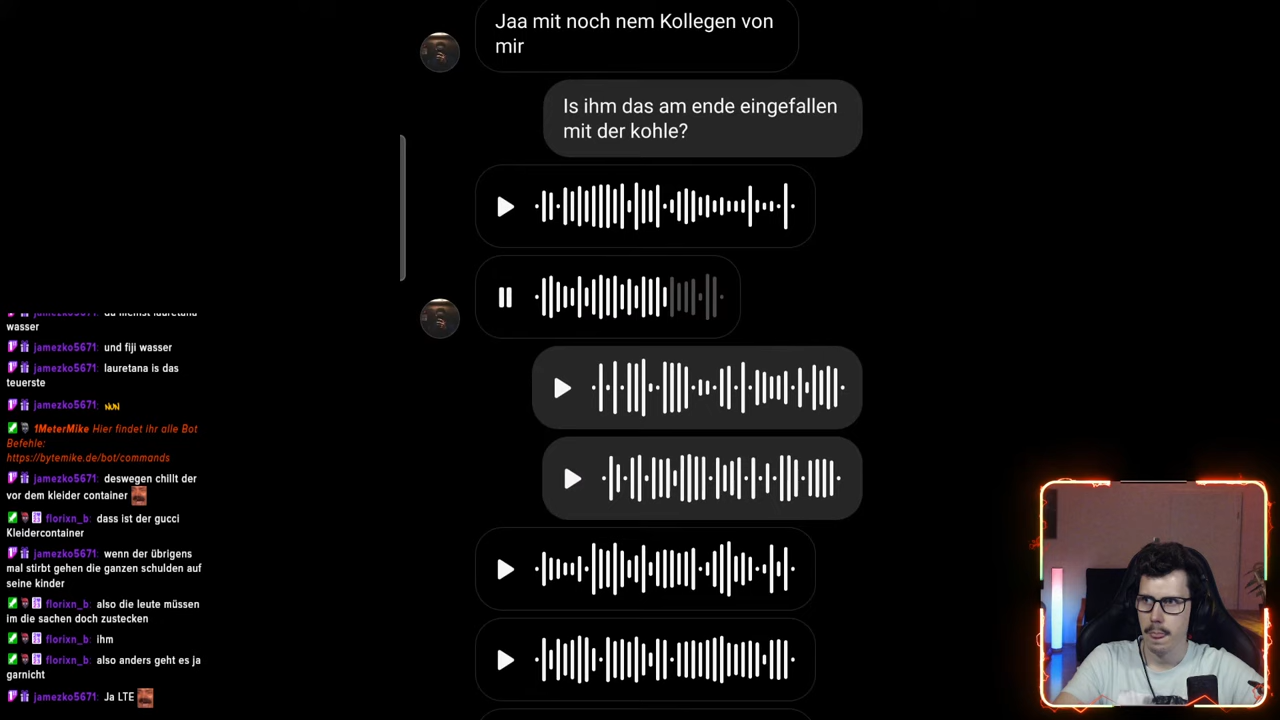 Jaa mit noch nem Kollegen von
mir
Is ihm das am ende eingefallen
mit der kohle?
wasser
jamezko5671: und fiji wasser
jamezko5671: lauretana is das
teuerste
jamezko5671:
1MeterMike Hier findet ihr alle Bot
Befehle:
https://bytemike.de/bot/commands
jamezko5671: deswegen chillt der
vor dem kleider container
florixn_b: dass ist der gucci
Kleidercontainer
jamezko5671: wenn der übrigens
mal stirbt gehen die ganzen schulden auf
seine kinder
florixn_b: also die leute müssen
im die sachen doch zustecken
florixn_b: ihm
florixn_b: also anders geht es ja
garnicht
jamezko5671: Ja LTE